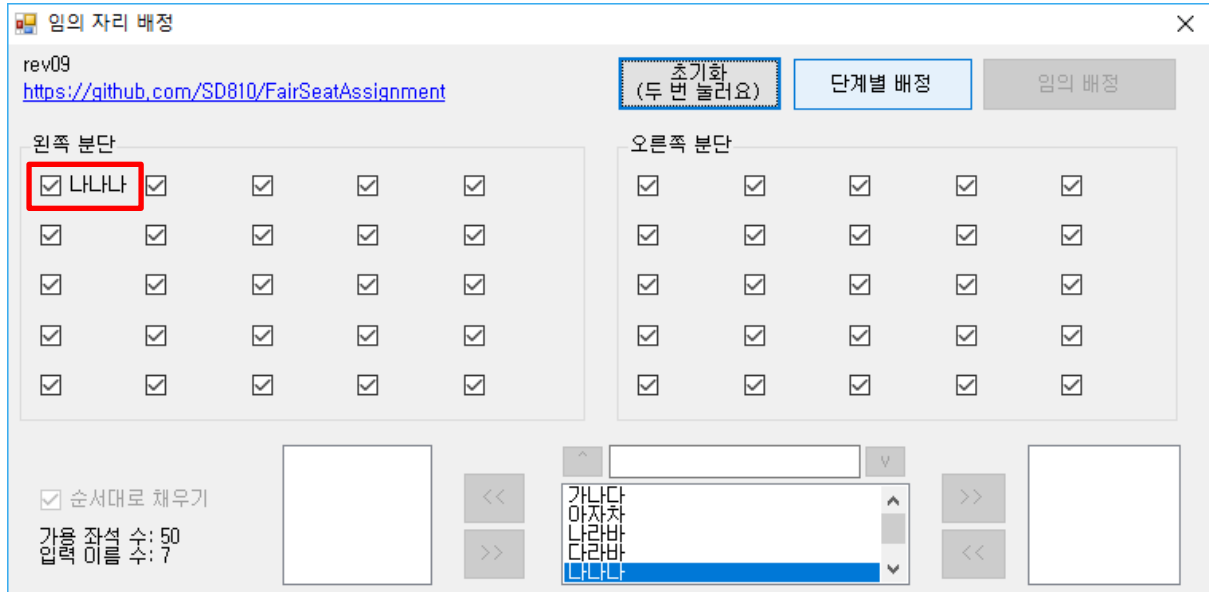 임의 자리 배정
rev09
https://github.com/SD810/FairSeatAssignment
초기화
(두 번 눌러요)
단계별 배정
임의 배정
왼쪽 분단
오른쪽 분단
나나나
^
v
순서대로 채우기
<<
>>
가용 좌석 수: 50
입력 이름 수: 7
가나다
아자차
나라바
다라바
나나나
>>
<<